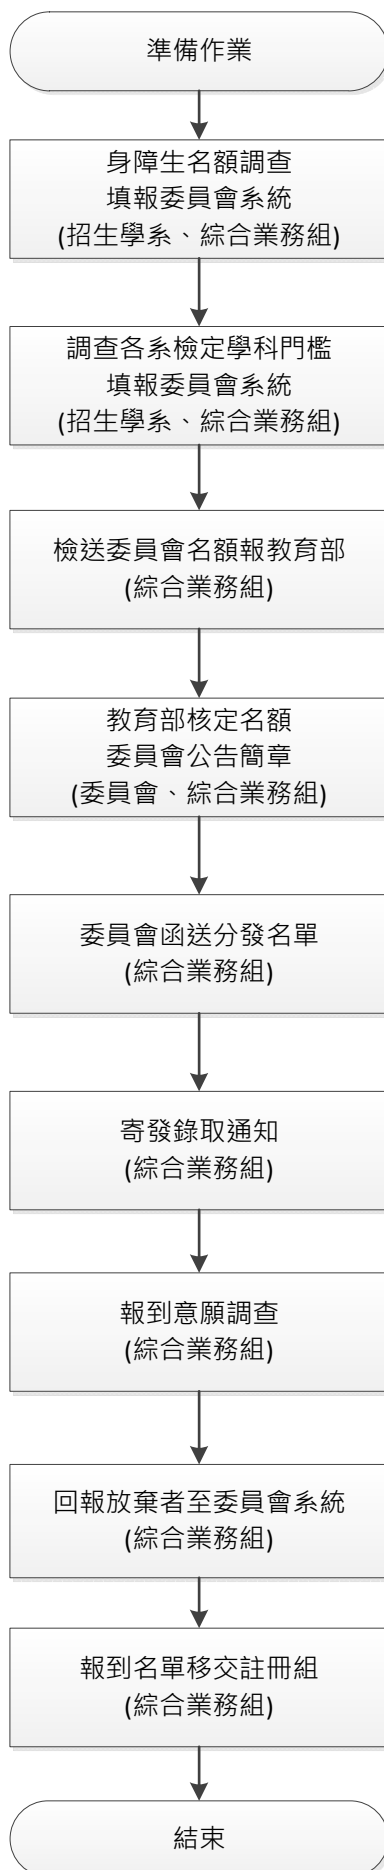 準備作業
身障生名額調查
填報委員會系統
(招生學系、綜合業務組)
調查各系檢定學科門檻
填報委員會系統
(招生學系、綜合業務組)
檢送委員會名額報教育部
(綜合業務組)
教育部核定名額
委員會公告簡章
(委員會、綜合業務組)
委員會函送分發名單
(綜合業務組)
寄發錄取通知
(綜合業務組)
報到意願調查
(綜合業務組)
回報放棄者至委員會系統
(綜合業務組)
報到名單移交註冊組
(綜合業務組)
結束